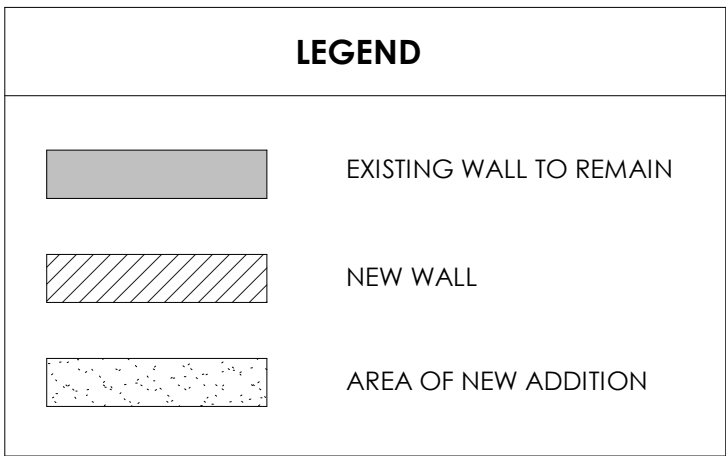 LEGEND
EXISTING WALL TO REMAIN
NEW WALL
AREA OF NEW ADDITION